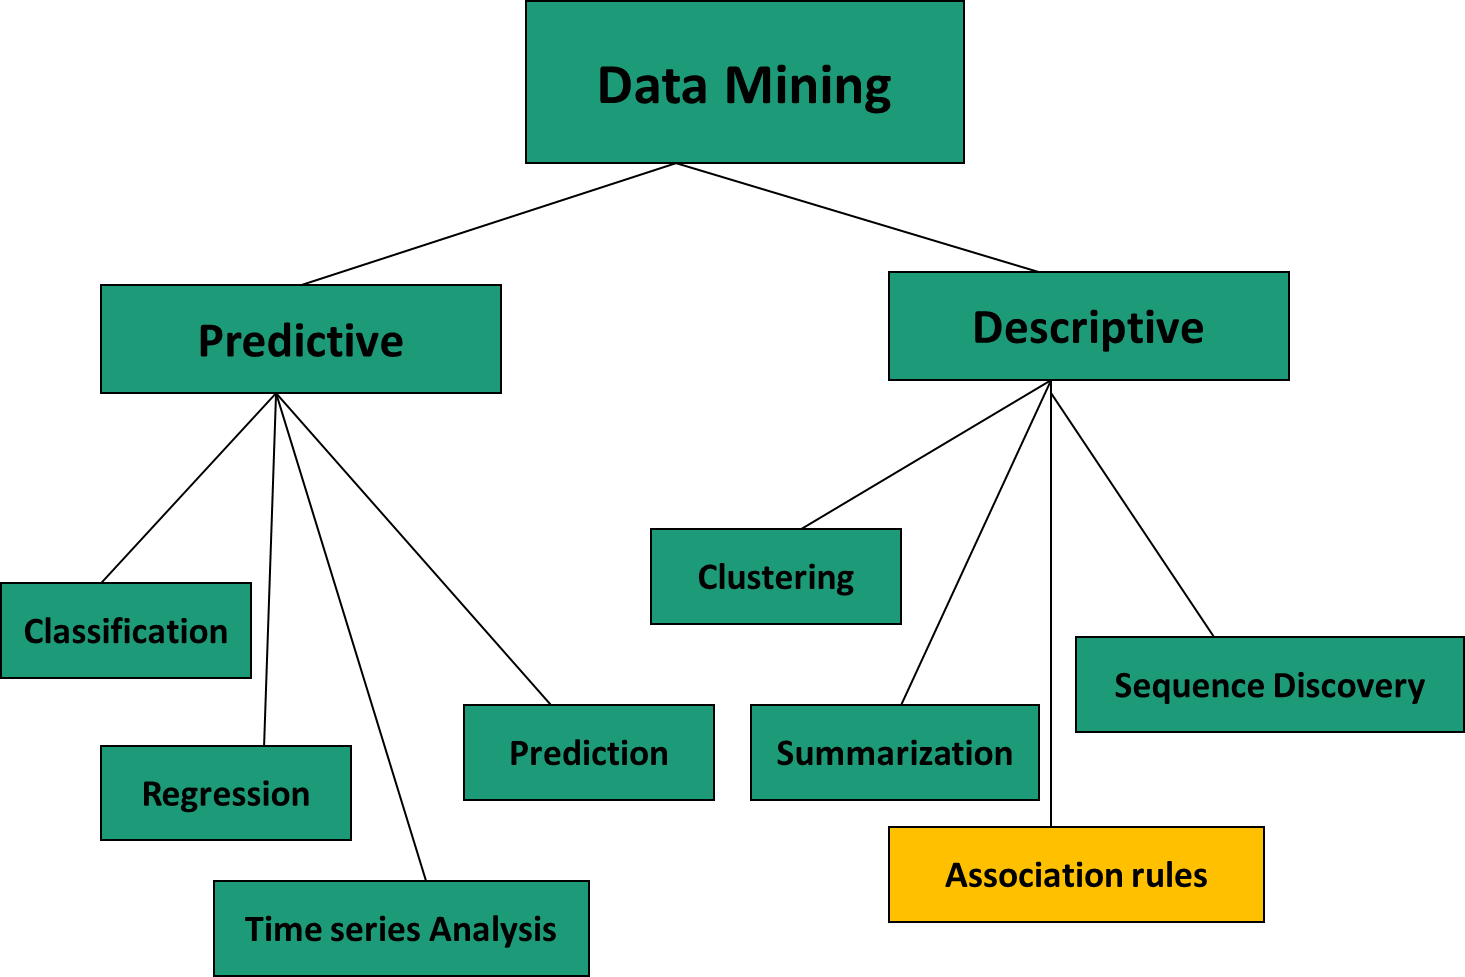 Data Mining
Predictive
Descriptive
Classification
Regression
Time series Analysis
Prediction
Clustering
Summarization
Association rules
Sequence Discovery